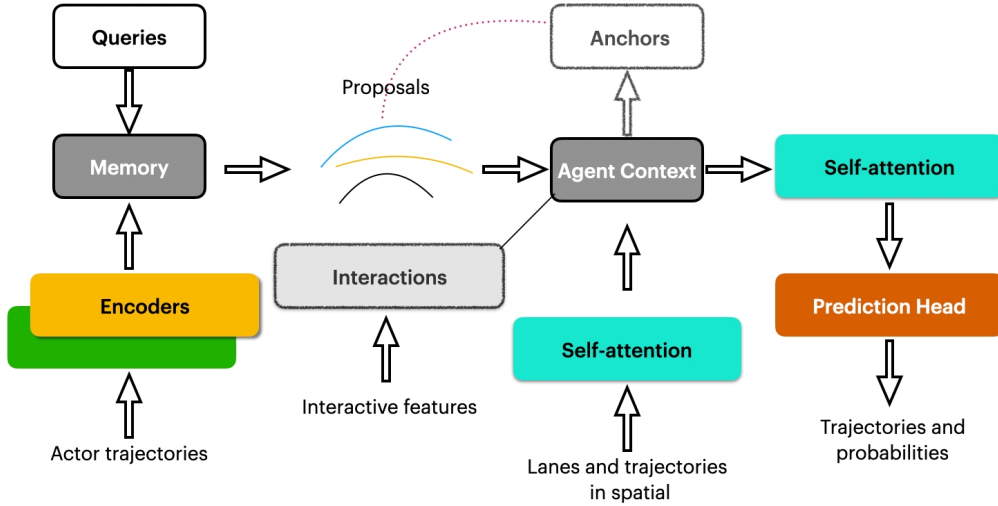 Queries
Anchors
Proposals
Memory
Agent Context
Self-attention
Interactions
Encoders
Prediction Head
Self-attention
Interactive features
Actor trajectories
Lanes and trajectories
in spatial
Trajectories and
probabilities